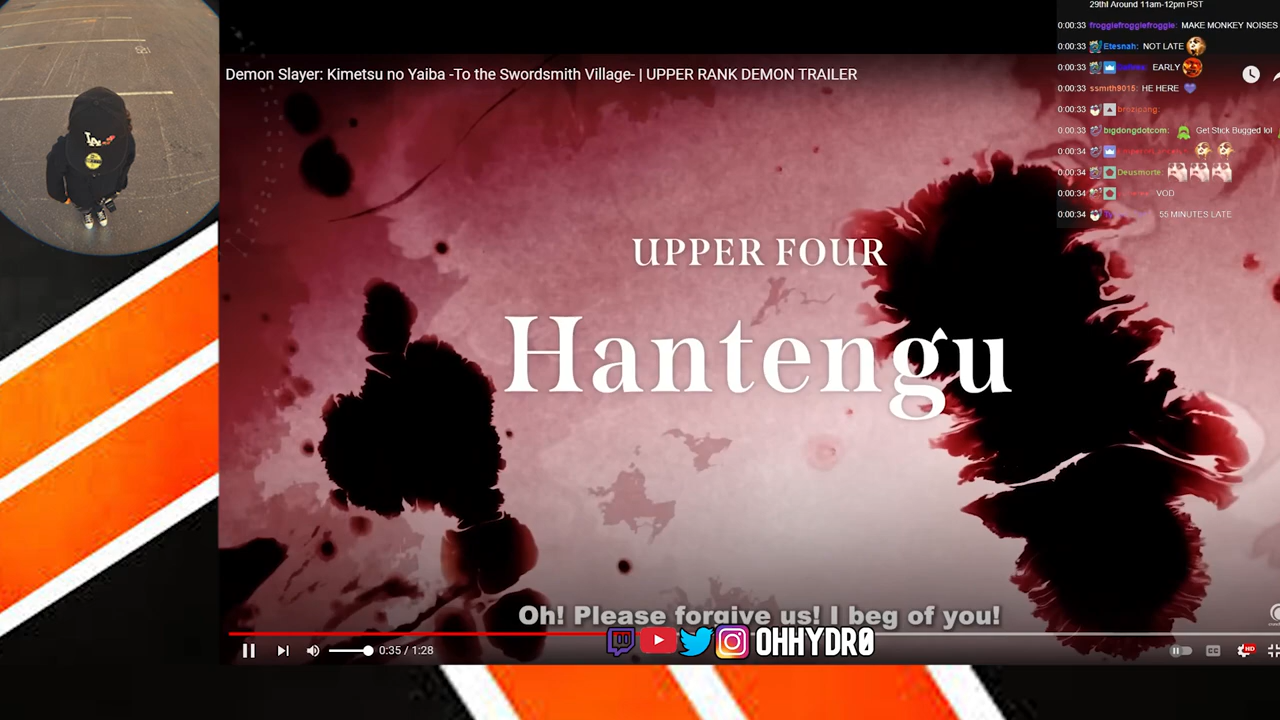 29th! Around 11am-12pm PST
0:00:33 froggiefroggiefroggie: MAKE MONKEY NOISES
0:00:33 Etesnah: NOT LATE
0:00:33 EARLY
0:00:33 ssmith9015: HE HERE
0:00:33
0:00:33 bigdongdotcom: Get Stick Bugged lol
0:00:34
0:00:34 Deusmorte:
0:00:34 VOD
0:00:34 55 MINUTES LATE
Demon Slayer: Kimetsu no Yaiba -To the Swordsmith Village- | UPPER RANK DEMON TRAILER
UPPER FOUR
Hantengu
Oh! Please forgive us! I beg of you!
OHHYDR0
0:35 / 1:28
CC
HD